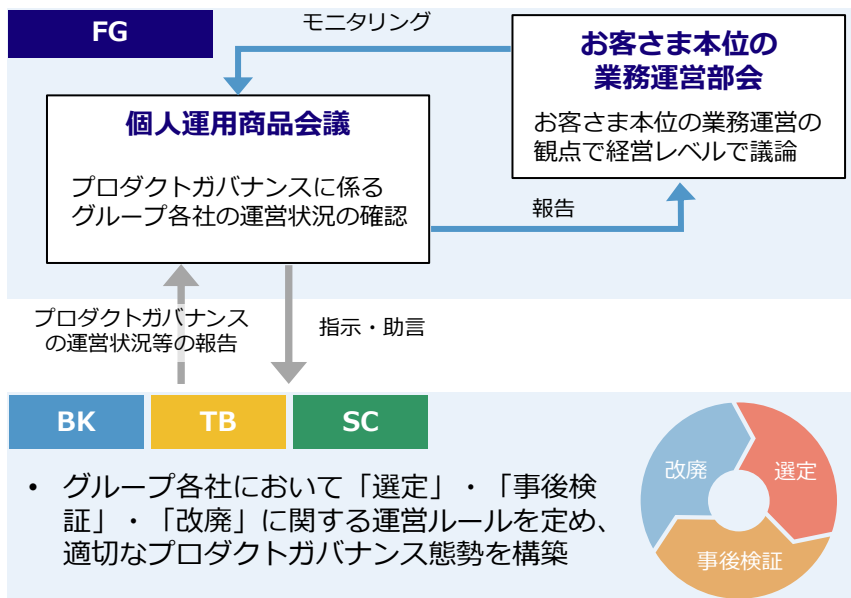 FG
モニタリング
お客さま本位の
業務運営部会
お客さま本位の業務運営の
観点で経営レベルで議論
個人運用商品会議
プロダクトガバナンスに係る
グループ各社の運営状況の確認
報告
プロダクトガバナンス
の運営状況等の報告
指示・助言
BK
TB
SC
• グループ各社において「選定」・「事後検
証」・「改廃」に関する運営ルールを定め、
適切なプロダクトガバナンス態勢を構築
改廃
選定
事後検証